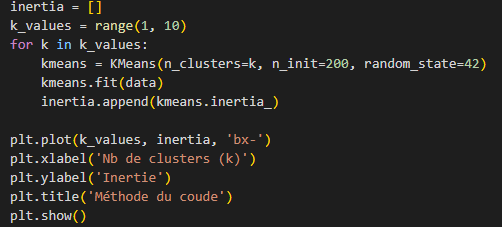 inertia = []
k_values = range(1, 10)
for k in k_values:
    kmeans = KMeans(n_clusters=k, n_init=200, random_state=42)
    kmeans.fit(data)
    inertia.append(kmeans.inertia_)

plt.plot(k_values, inertia, 'bx-')
plt.xlabel('Nb de clusters (k)')
plt.ylabel('Inertie')
plt.title('Méthode du coude')
plt.show()